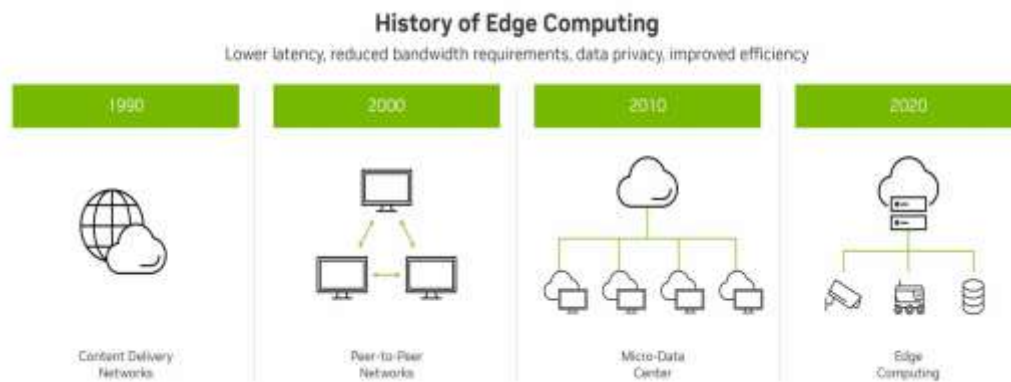 History of Edge Computing
Lower latency, reduced bandwidth requirements, data privacy, improved efficiency
1990
2000
2010
2020
Content Delivery
Networks
Peer-to-Peer
Networks
Micro-Data
Center
Edge
Computing